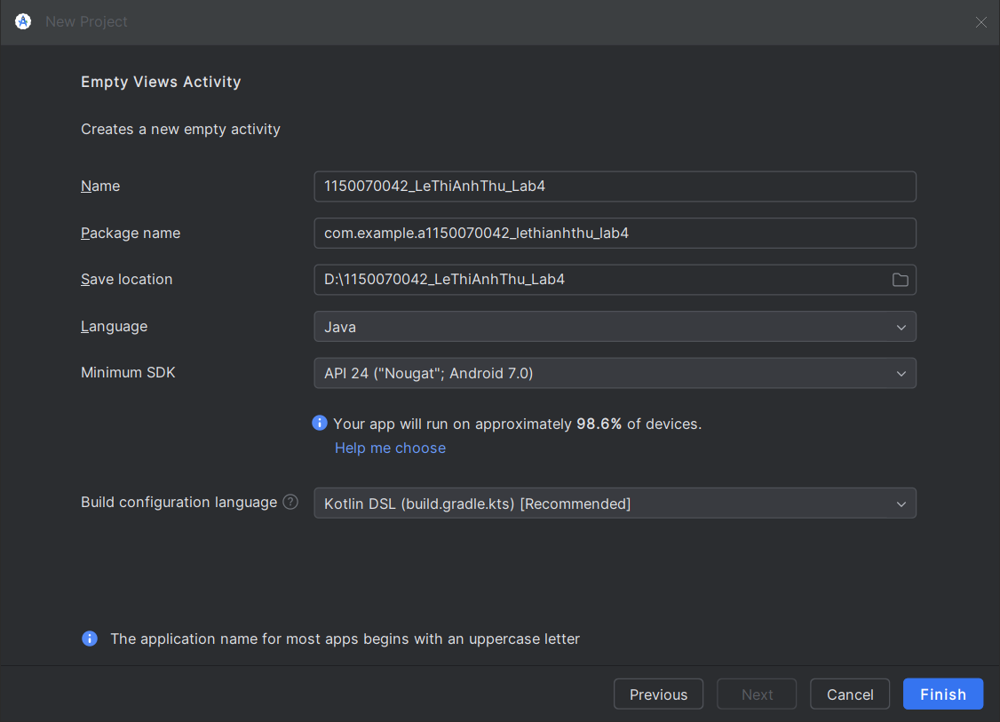 New Project
Empty Views Activity
Creates a new empty activity
Name 1150070042_LeThiAnhThu_Lab4
Package name com.example.a1150070042_lethianhthu_lab4
Save location D:\1150070042_LeThiAnhThu_Lab4
Language Java
Minimum SDK API 24 ("Nougat"; Android 7.0)
Your app will run on approximately 98.6% of devices.
Help me choose
Build configuration language ? Kotlin DSL (build.gradle.kts) [Recommended]
The application name for most apps begins with an uppercase letter
Previous Next Cancel Finish